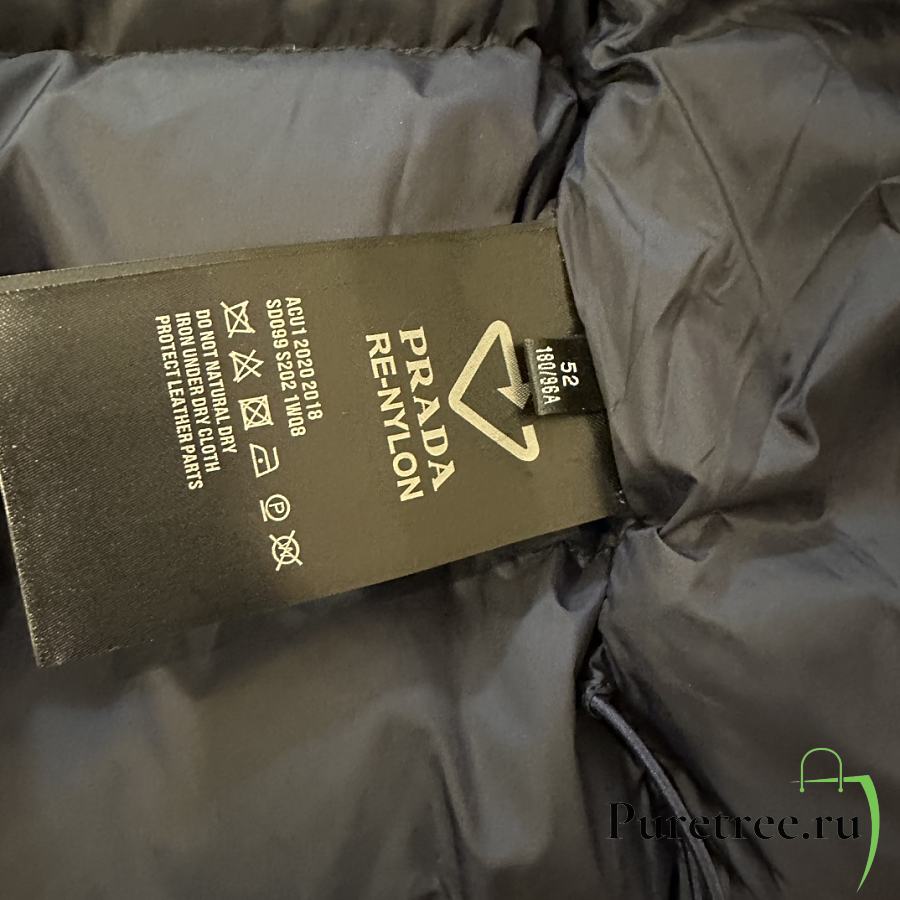 52
180/96A
PRADA
RE-NYLON
ACU1 2020 2018
SD099 S202 1WQ8
P
DO NOT NATURAL DRY
IRON UNDER DRY CLOTH
PROTECT LEATHER PARTS
Puretree.ru